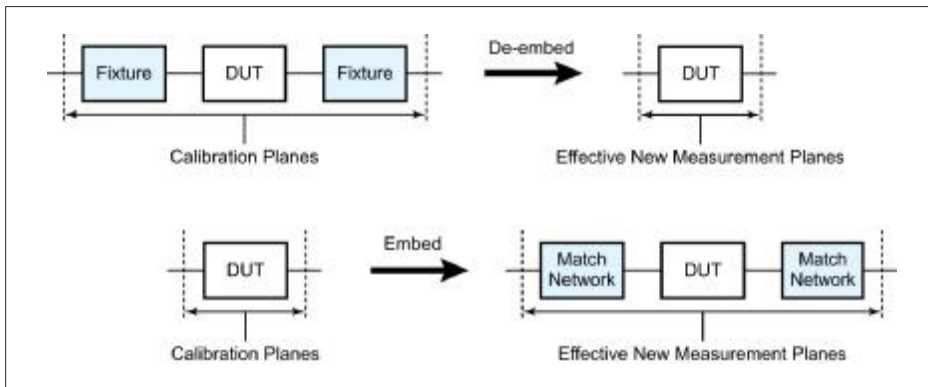 Fixture DUT Fixture De-embed DUT
Calibration Planes Effective New Measurement Planes
DUT Embed Match Network DUT Match Network
Calibration Planes Effective New Measurement Planes